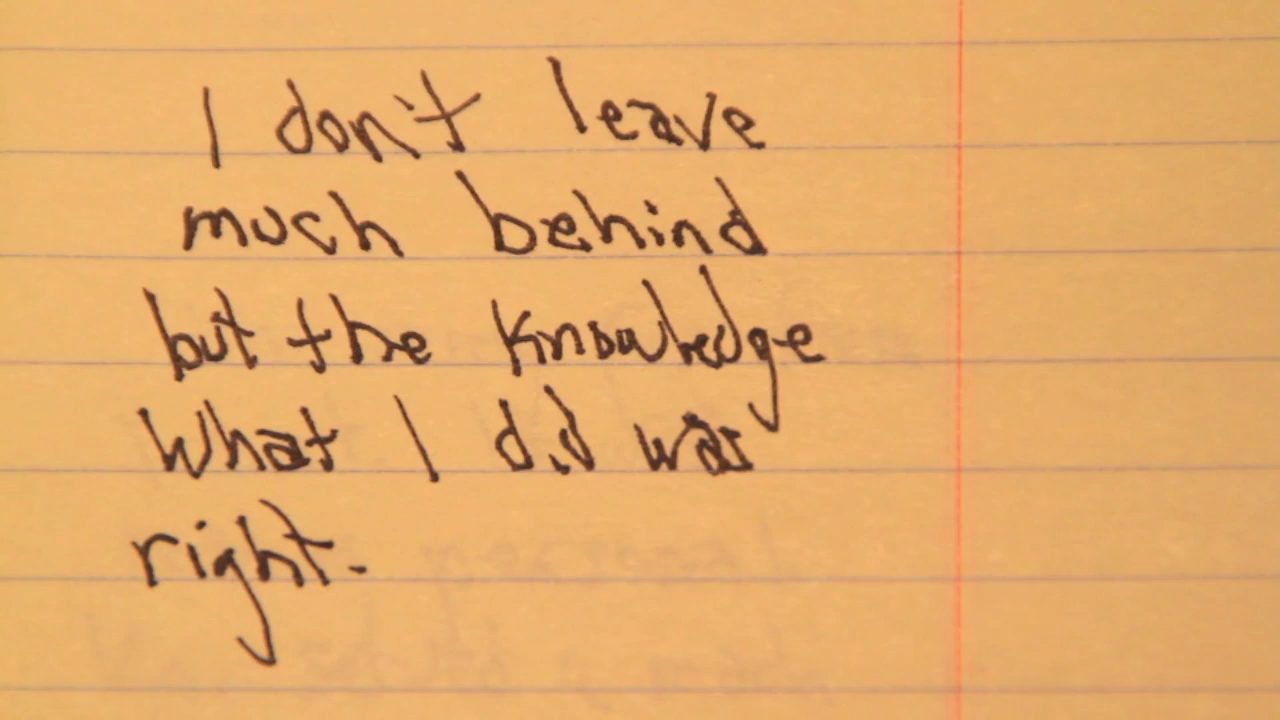 I don't leave
much behind
but the knowledge
what I did was
right.